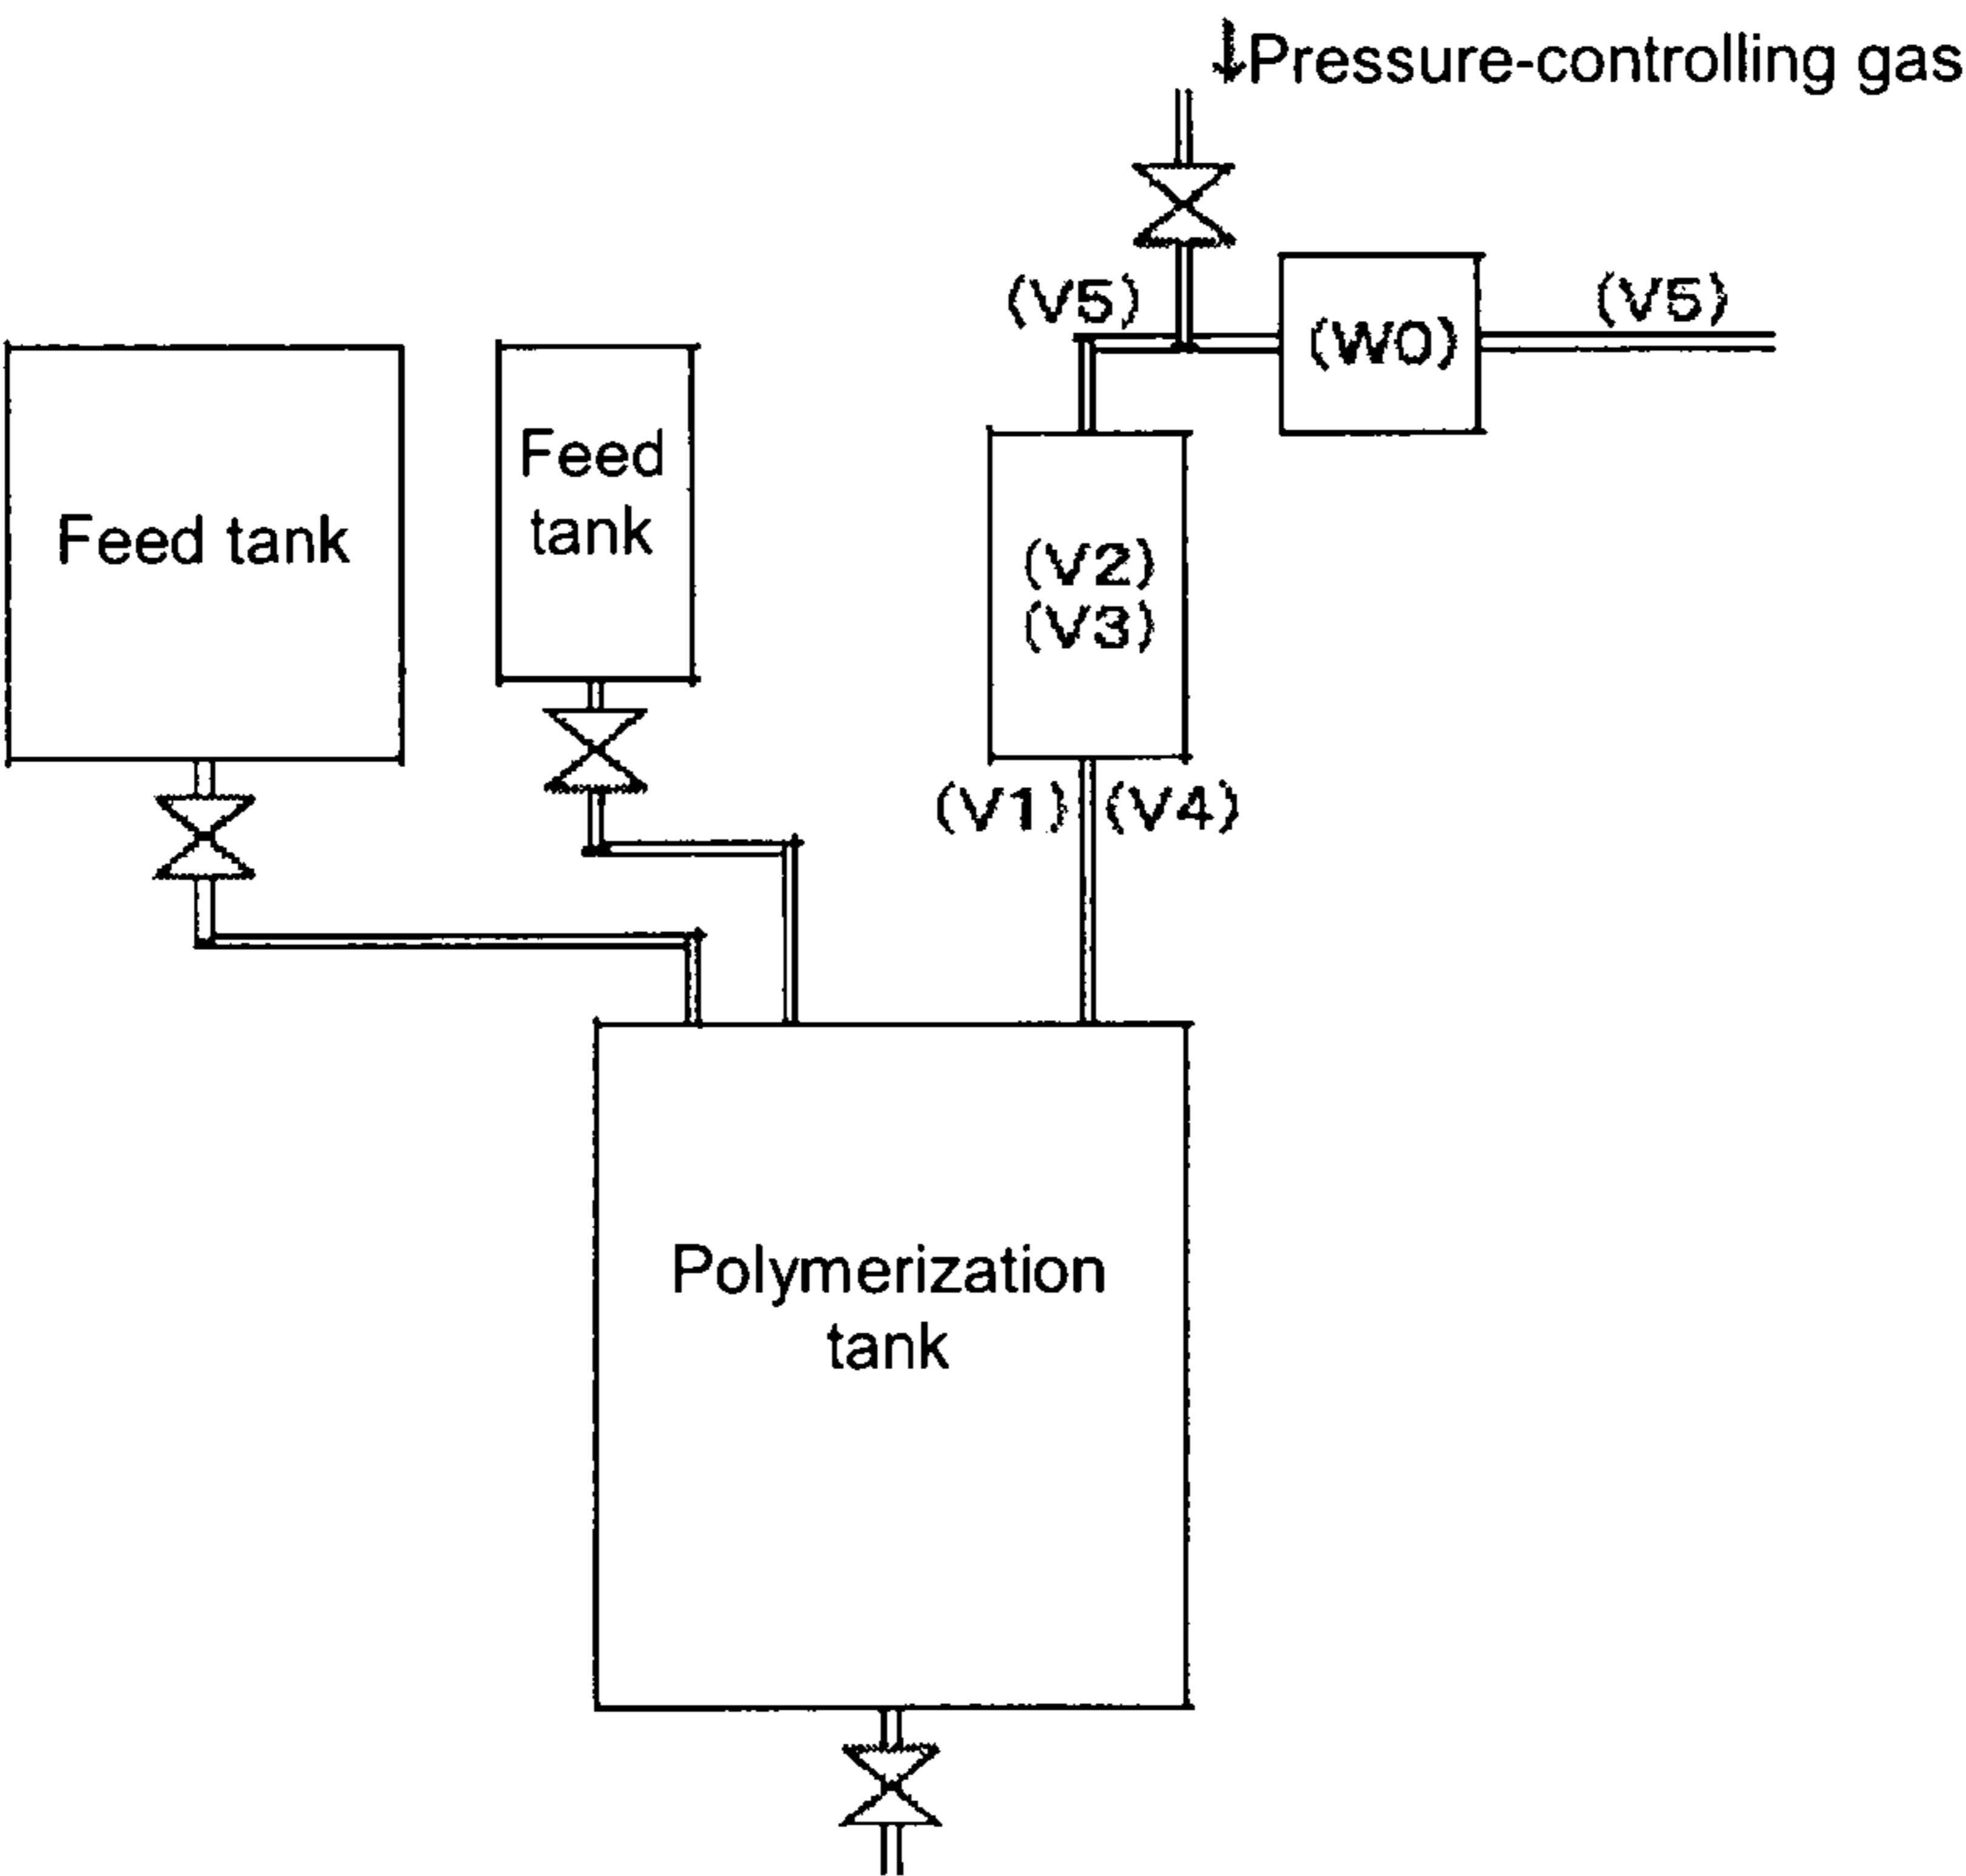 Pressure-controlling gas
(V5)
(W0)
(V5)
Feed tank
Feed
tank
(V2)
(V3)
(V1)
(V4)
Polymerization
tank